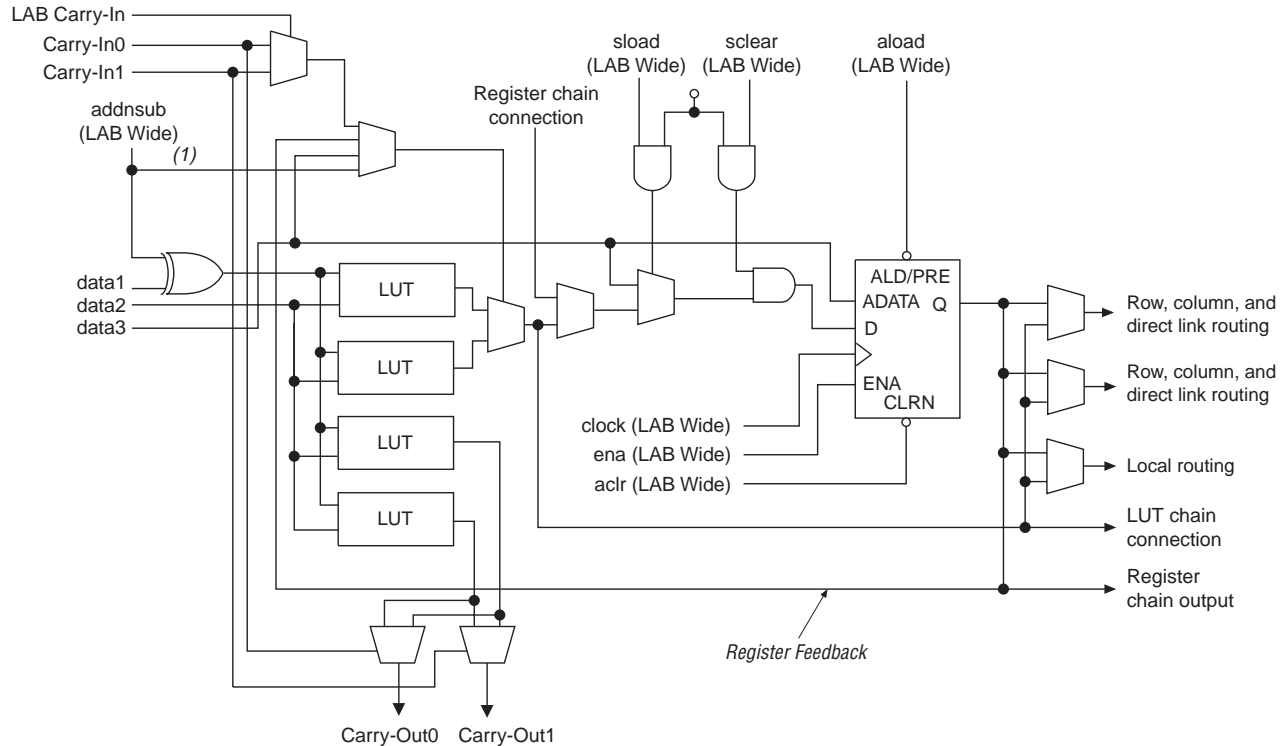 LAB Carry-In
Carry-In0
Carry-In1
addnsub
(LAB Wide)
(1)
Register chain
connection
sload
(LAB Wide)
sclear
(LAB Wide)
aload
(LAB Wide)
data1
data2
data3
LUT
LUT
LUT
LUT
ALD/PRE
ADATA
Q
D
ENA
CLRN
clock (LAB Wide)
ena (LAB Wide)
aclr (LAB Wide)
Row, column, and
direct link routing
Row, column, and
direct link routing
Local routing
LUT chain
connection
Register
chain output
Register Feedback
Carry-Out0
Carry-Out1